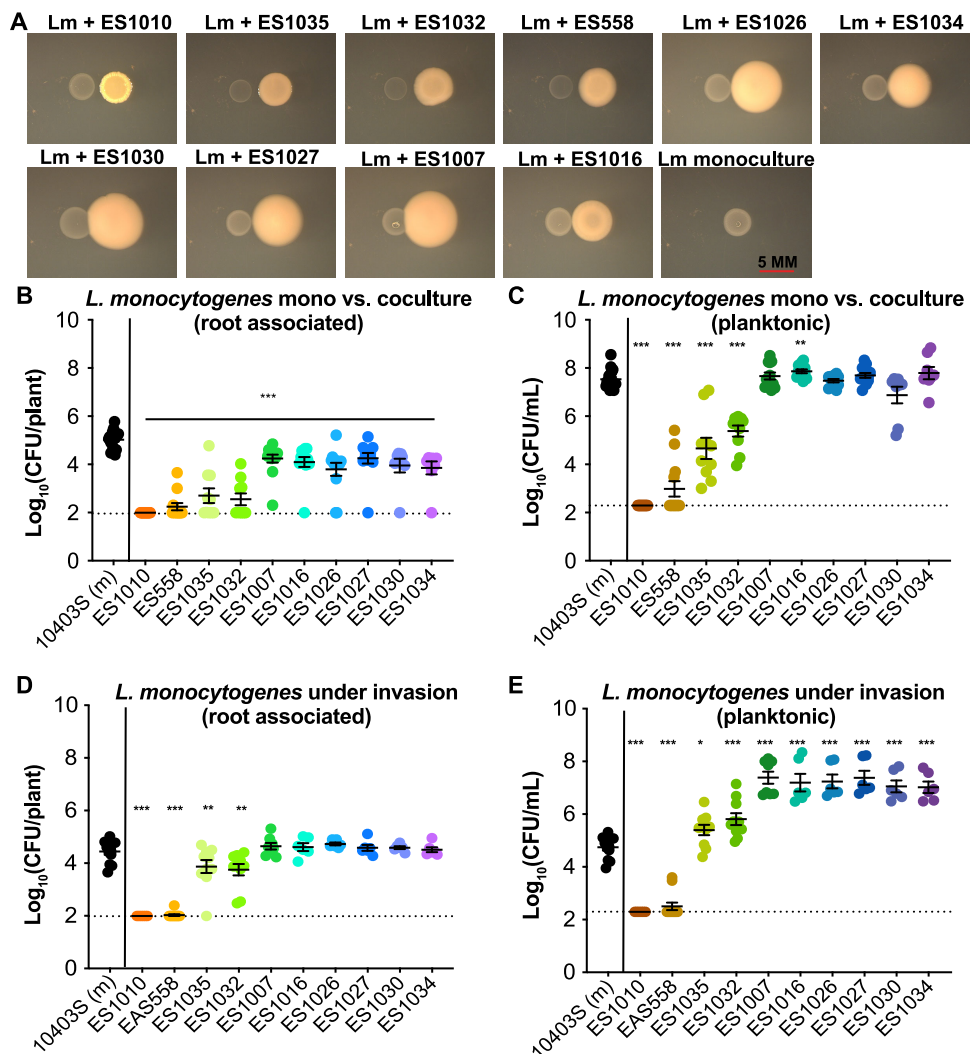 A
Lm + ES1010 Lm + ES1035 Lm + ES1032 Lm + ES558 Lm + ES1026 Lm + ES1034
Lm + ES1030 Lm + ES1027 Lm + ES1007 Lm + ES1016 Lm monoculture
5 MM
B
L. monocytogenes mono vs. coculture
(root associated)
Log10(CFU/plant)
10
8
6
4
2
0
***
10403S (m)
ES1010
ES558
ES1035
ES1032
ES1007
ES1016
ES1026
ES1027
ES1030
ES1034
C
L. monocytogenes mono vs. coculture
(planktonic)
Log10(CFU/mL)
10
8
6
4
2
0
*** *** *** *** **
10403S (m)
ES1010
ES558
ES1035
ES1032
ES1007
ES1016
ES1026
ES1027
ES1030
ES1034
D
L. monocytogenes under invasion
(root associated)
Log10(CFU/plant)
10
8
6
4
2
0
*** *** ** **
10403S (m)
ES1010
EAS558
ES1035
ES1032
ES1007
ES1016
ES1026
ES1027
ES1030
ES1034
E
L. monocytogenes under invasion
(planktonic)
Log10(CFU/mL)
10
8
6
4
2
0
*** *** * *** *** *** *** *** *** ***
10403S (m)
ES1010
EAS558
ES1035
ES1032
ES1007
ES1016
ES1026
ES1027
ES1030
ES1034